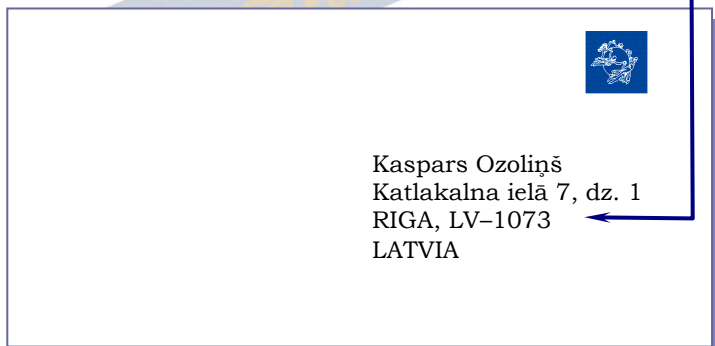 Kaspars Ozoliņš
Katlakalna ielā 7, dz. 1
RIGA, LV–1073
LATVIA